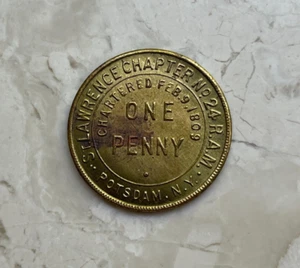 ST. LAWRENCE CHAPTER, No 24, R.A.M.
CHARTERED FEB. 9, 1809
ONE
PENNY
POTSDAM, N.Y.